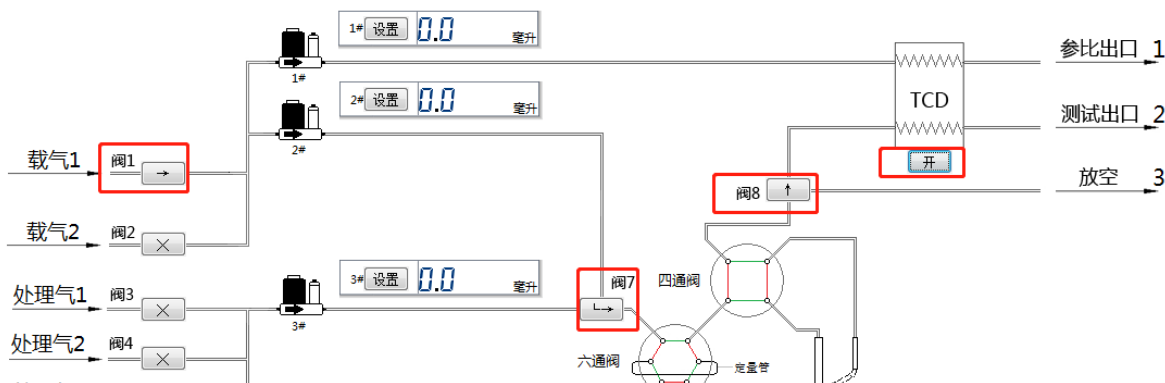 1# 设置 0.0 毫升
1#
2# 设置 0.0 毫升
2#
载气1 阀1 →
载气2 阀2 ×
3# 设置 0.0 毫升
3#
处理气1 阀3 ×
处理气2 阀4 ×
阀7
六通阀
定量管
四通阀
阀8 ↑
TCD
开
参比出口 1
测试出口 2
放空 3